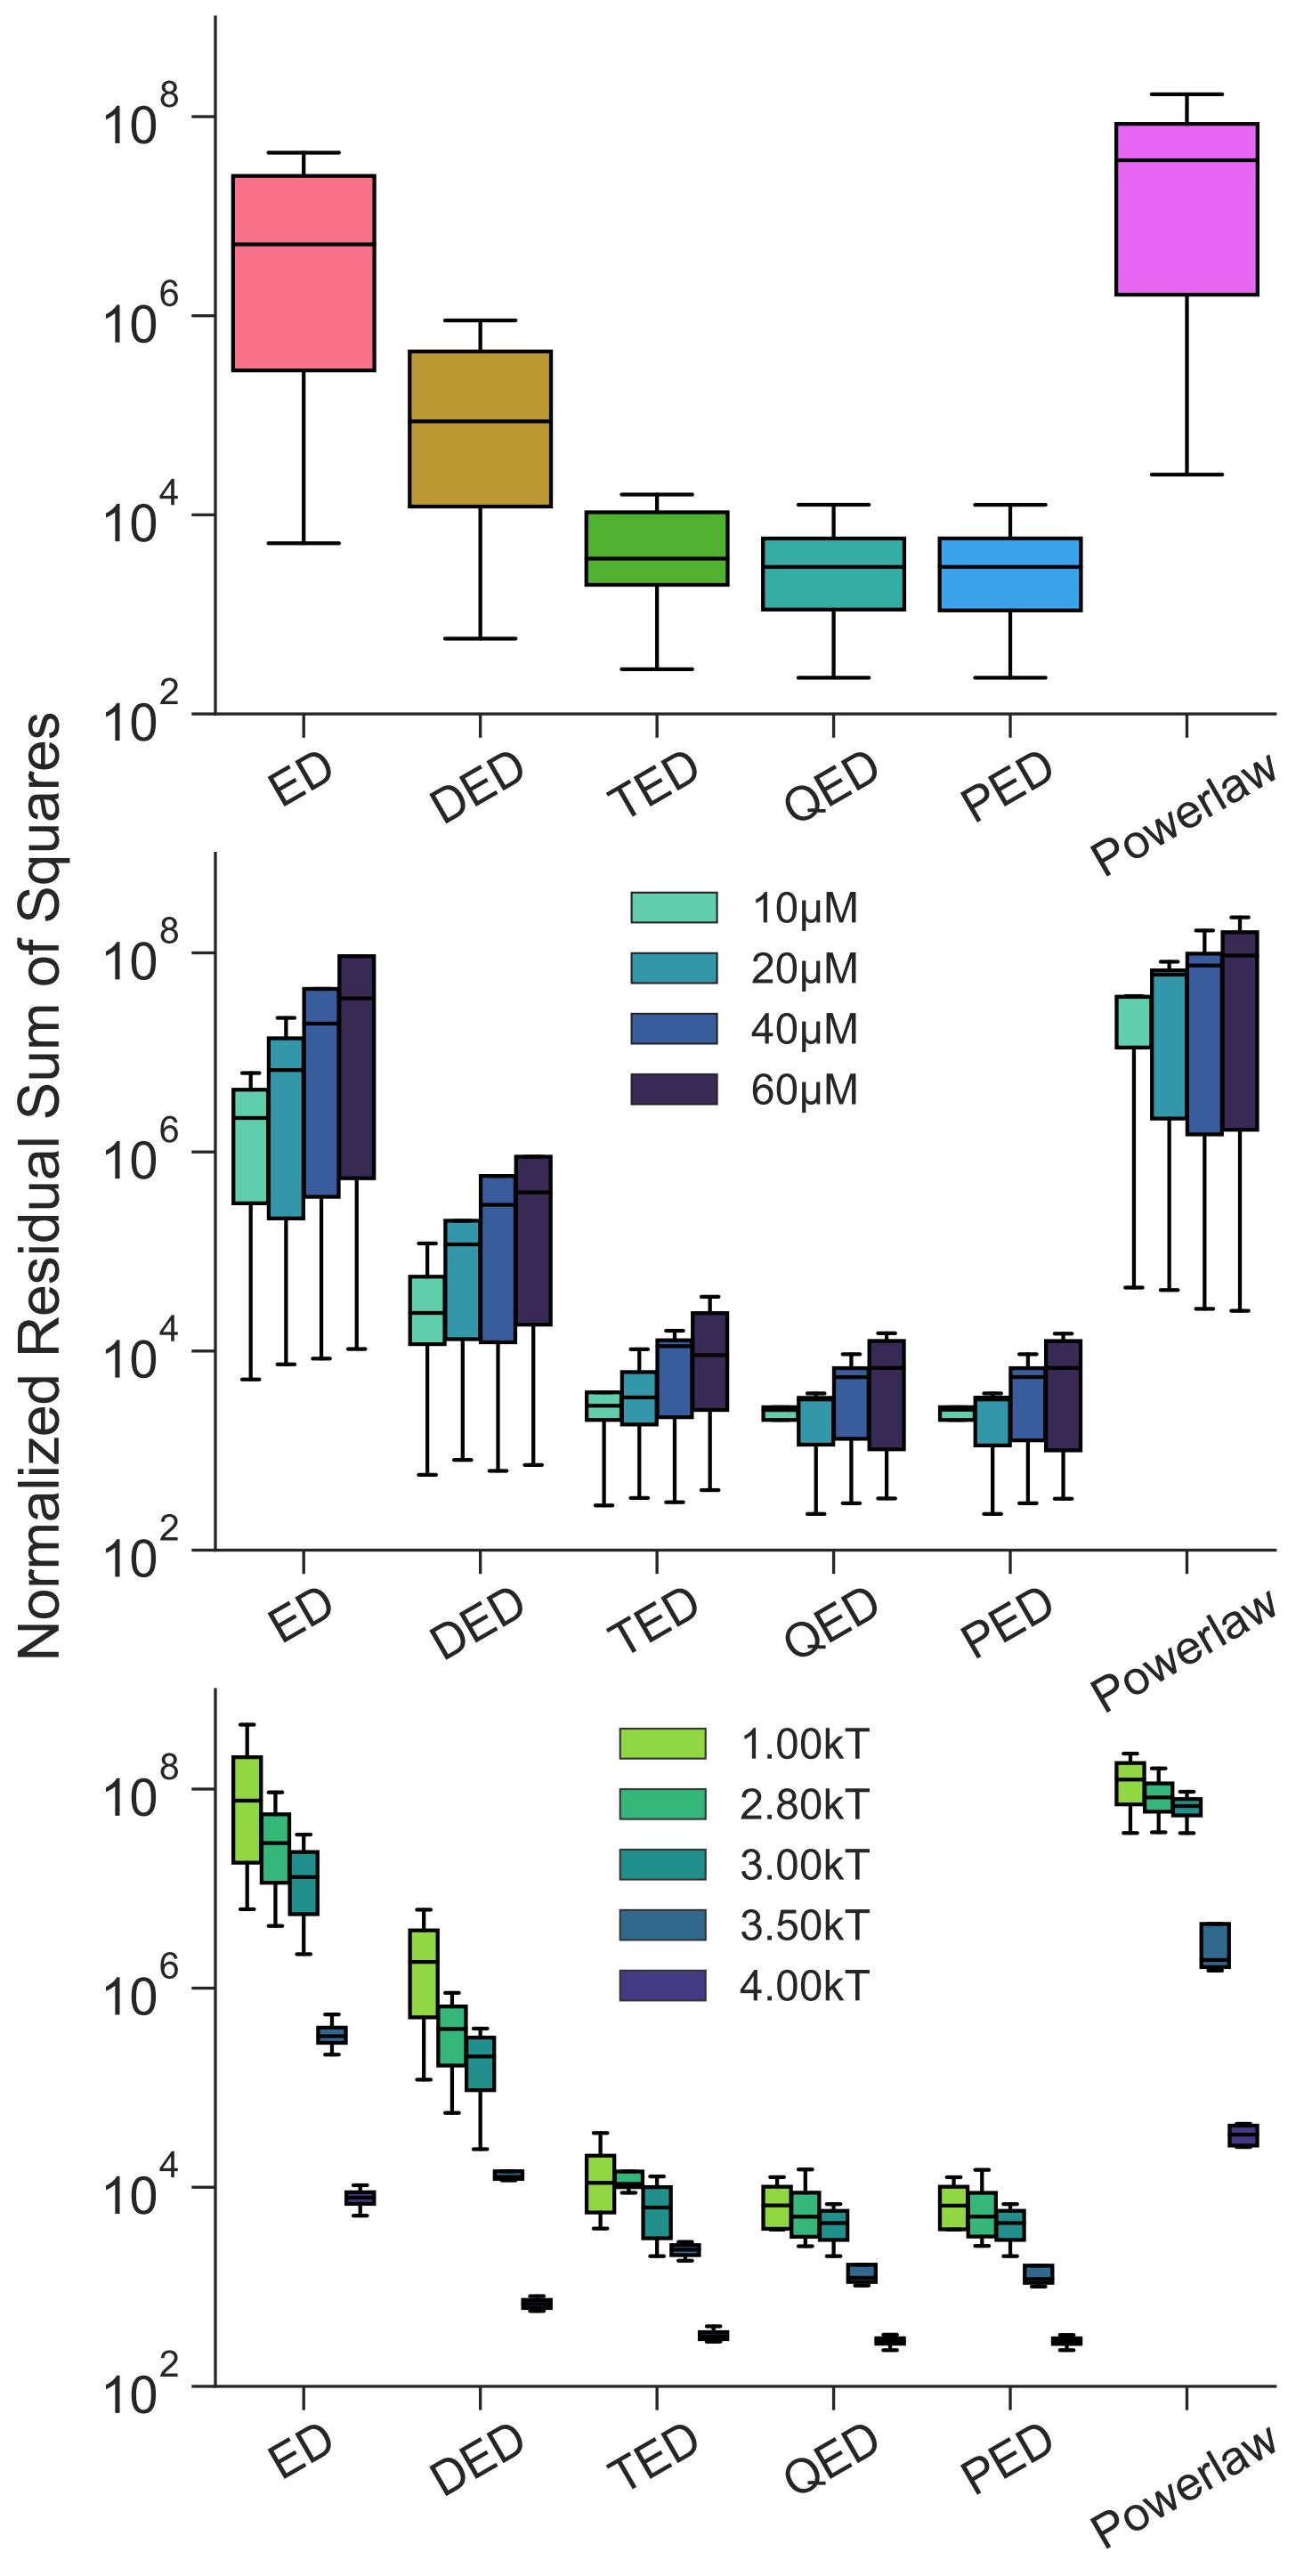 Normalized Residual Sum of Squares
10^8
10^6
10^4
10^2
ED DED TED QED PED Powerlaw
10^8
10^6
10^4
10^2
10µM
20µM
40µM
60µM
ED DED TED QED PED Powerlaw
10^8
10^6
10^4
10^2
1.00kT
2.80kT
3.00kT
3.50kT
4.00kT
ED DED TED QED PED Powerlaw